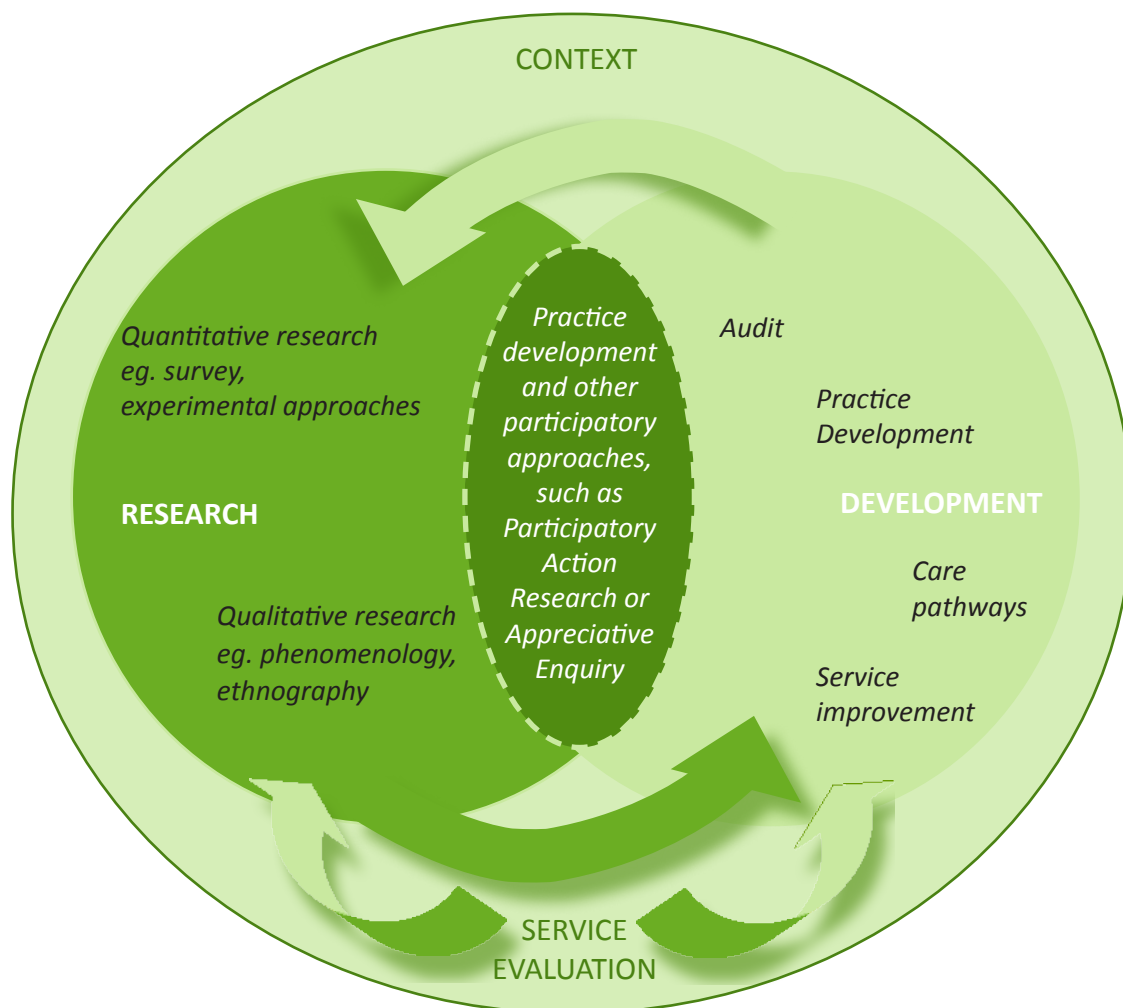 CONTEXT
Quantitative research
eg. survey,
experimental approaches
RESEARCH
Qualitative research
eg. phenomenology,
ethnography
Practice
development
and other
participatory
approaches,
such as
Participatory
Action
Research or
Appreciative
Enquiry
Audit
Practice
Development
DEVELOPMENT
Care
pathways
Service
improvement
SERVICE
EVALUATION